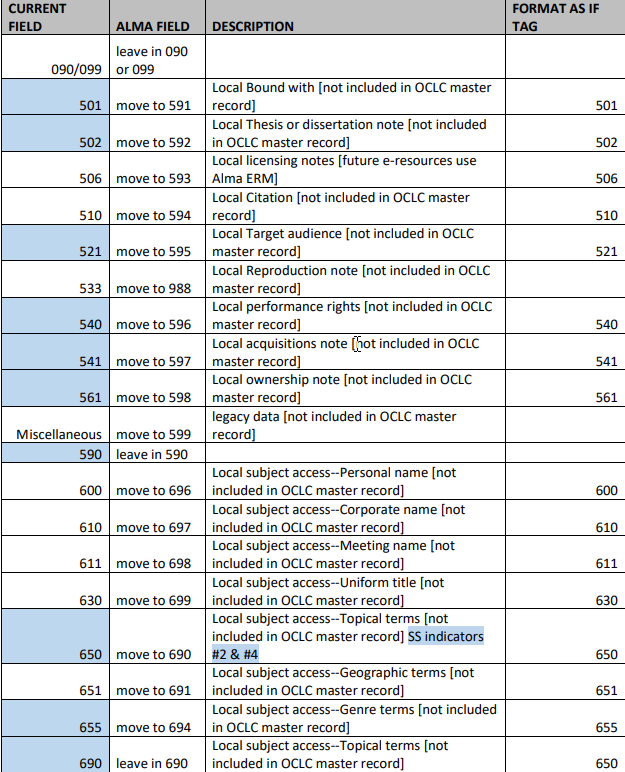 CURRENT FIELD ALMA FIELD DESCRIPTION FORMAT AS IF TAG
090/099 leave in 090 or 099
501 move to 591 Local Bound with [not included in OCLC master record] 501
502 move to 592 Local Thesis or dissertation note [not included in OCLC master record] 502
506 move to 593 Local licensing notes [future e-resources use Alma ERM] 506
510 move to 594 Local Citation [not included in OCLC master record] 510
521 move to 595 Local Target audience [not included in OCLC master record] 521
533 move to 988 Local Reproduction note [not included in OCLC master record]
540 move to 596 Local performance rights [not included in OCLC master record] 540
541 move to 597 Local acquisitions note [not included in OCLC master record] 541
561 move to 598 Local ownership note [not included in OCLC master record] 561
Miscellaneous move to 599 legacy data [not included in OCLC master record]
590 leave in 590
600 move to 696 Local subject access--Personal name [not included in OCLC master record] 600
610 move to 697 Local subject access--Corporate name [not included in OCLC master record] 610
611 move to 698 Local subject access--Meeting name [not included in OCLC master record] 611
630 move to 699 Local subject access--Uniform title [not included in OCLC master record] 630
650 move to 690 Local subject access--Topical terms [not included in OCLC master record] SS indicators #2 & #4 650
651 move to 691 Local subject access--Geographic terms [not included in OCLC master record] 651
655 move to 694 Local subject access--Genre terms [not included in OCLC master record] 655
690 leave in 690 Local subject access--Topical terms [not included in OCLC master record] 650